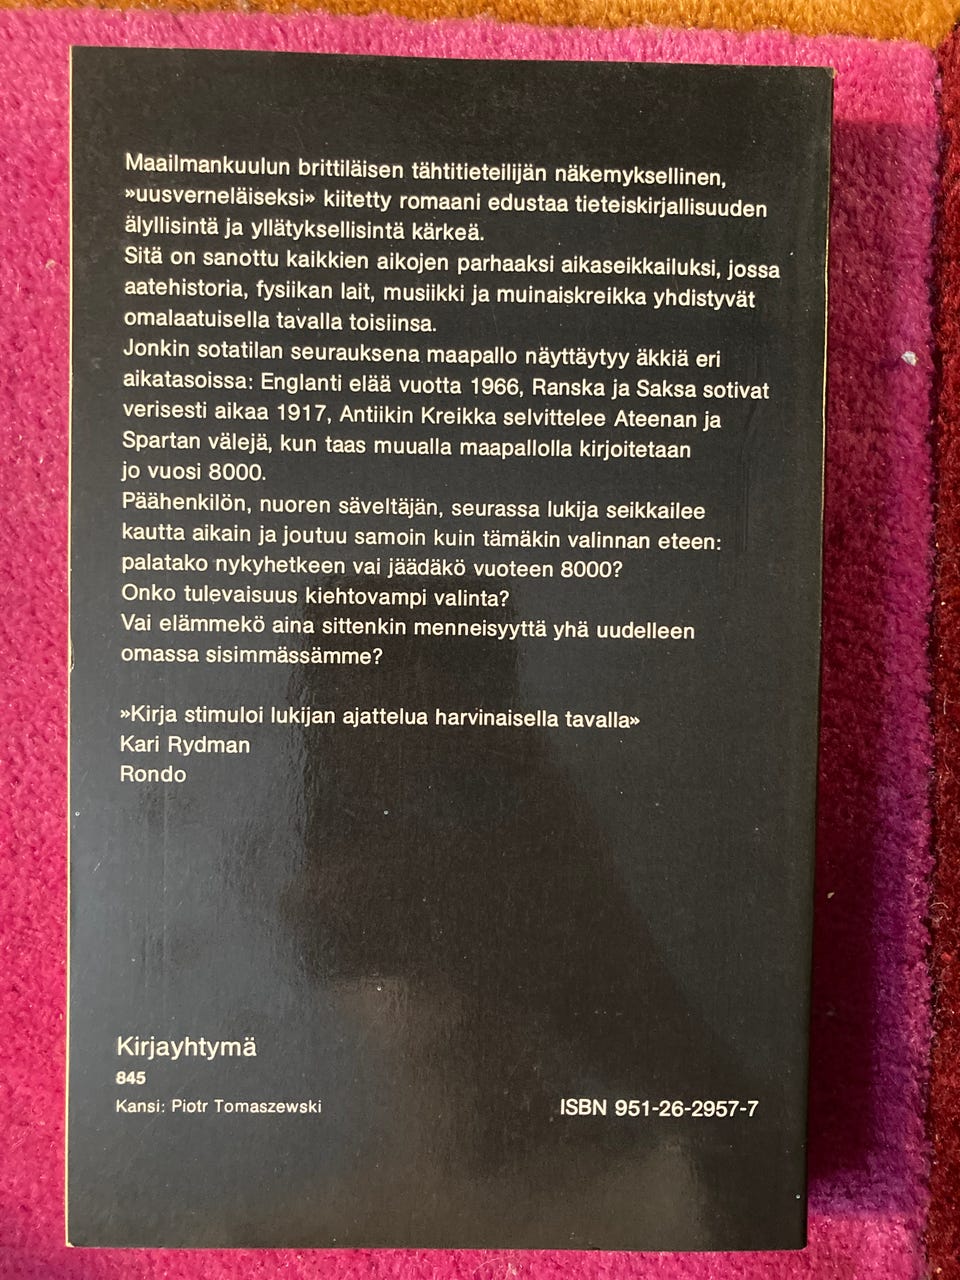 Maailmankuulun brittiläisen tähtitieteilijän näkemyksellinen,
»uusverneläiseksi» kiitetty romaani edustaa tieteiskirjallisuuden
älyllisintä ja yllätyksellisintä kärkeä.
Sitä on sanottu kaikkien aikojen parhaaksi aikaseikkailuksi, jossa
aatehistoria, fysiikan lait, musiikki ja muinaiskreikka yhdistyvät
omalaatuisella tavalla toisiinsa.
Jonkin sotatilan seurauksena maapallo näyttäytyy äkkiä eri
aikatasoissa: Englanti elää vuotta 1966, Ranska ja Saksa sotivat
verisesti aikaa 1917, Antiikin Kreikka selvittelee Ateenan ja
Spartan välejä, kun taas muualla maapallolla kirjoitetaan
jo vuosi 8000.
Päähenkilön, nuoren säveltäjän, seurassa lukija seikkailee
kautta aikain ja joutuu samoin kuin tämäkin valinnan eteen:
palatako nykyhetkeen vai jäädäkö vuoteen 8000?
Onko tulevaisuus kiehtovampi valinta?
Vai elämmekö aina sittenkin menneisyyttä yhä uudelleen
omassa sisimmässämme?
»Kirja stimuloi lukijan ajattelua harvinaisella tavalla»
Kari Rydman
Rondo
Kirjayhtymä
845
Kansi: Piotr Tomaszewski
ISBN 951-26-2957-7